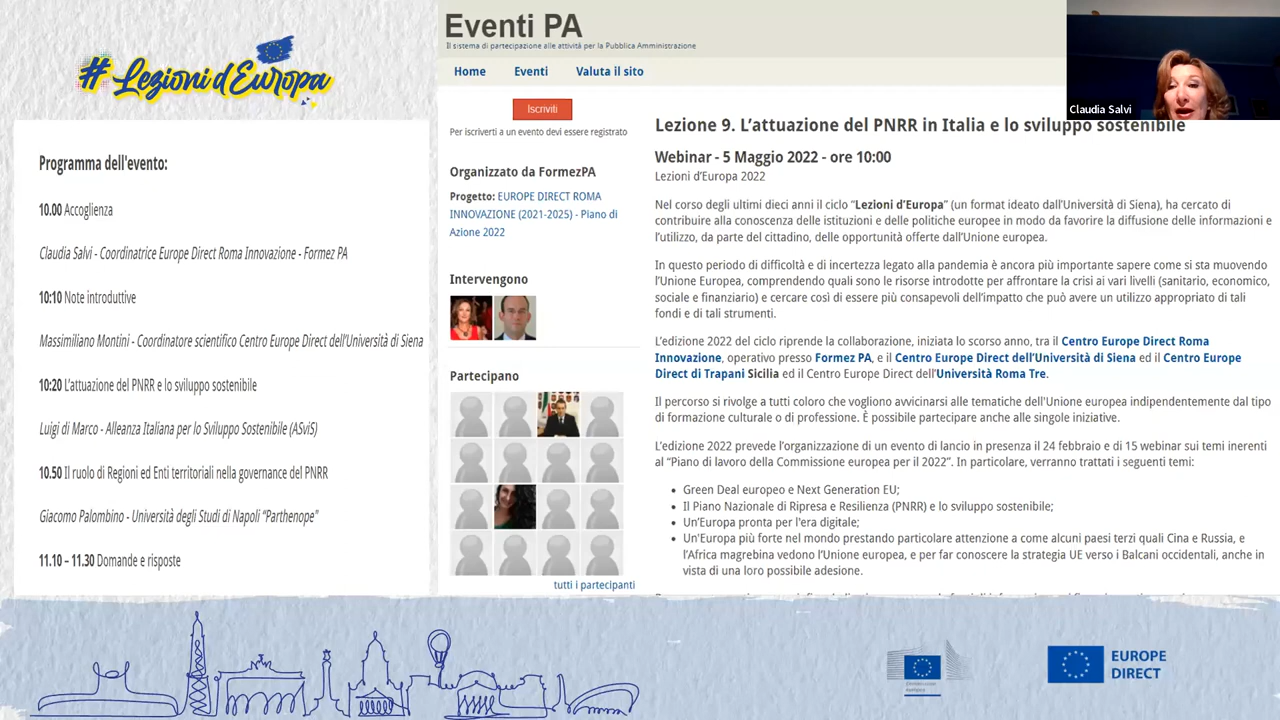 #Lezionid'Europa
Programma dell'evento:
10.00 Accoglienza
Claudia Salvi - Coordinatrice Europe Direct Roma Innovazione - Formez PA
10:10 Note introduttive
Massimiliano Montini - Coordinatore scientifico Centro Europe Direct dell'Università di Siena
10:20 L'attuazione del PNRR e lo sviluppo sostenibile
Luigi di Marco - Alleanza Italiana per lo Sviluppo Sostenibile (ASviS)
10.50 Il ruolo di Regioni ed Enti territoriali nella governance del PNRR
Giacomo Palombino - Università degli Studi di Napoli "Parthenope"
11.10 – 11.30 Domande e risposte
Eventi PA
Il sistema di partecipazione alle attività per la Pubblica Amministrazione
Home Eventi Valuta il sito
Iscriviti
Per iscriverti a un evento devi essere registrato
Organizzato da FormezPA
Progetto: EUROPE DIRECT ROMA
INNOVAZIONE (2021-2025) - Piano di
Azione 2022
Intervengono
Partecipano
tutti i partecipanti
Claudia Salvi
Lezione 9. L'attuazione del PNRR in Italia e lo sviluppo sostenibile
Webinar - 5 Maggio 2022 - ore 10:00
Lezioni d'Europa 2022
Nel corso degli ultimi dieci anni il ciclo "Lezioni d'Europa" (un format ideato dall'Università di Siena), ha cercato di
contribuire alla conoscenza delle istituzioni e delle politiche europee in modo da favorire la diffusione delle informazioni e
l'utilizzo, da parte del cittadino, delle opportunità offerte dall'Unione europea.
In questo periodo di difficoltà e di incertezza legato alla pandemia è ancora più importante sapere come si sta muovendo
l'Unione Europea, comprendendo quali sono le risorse introdotte per affrontare la crisi ai vari livelli (sanitario, economico,
sociale e finanziario) e cercare così di essere più consapevoli dell'impatto che può avere un utilizzo appropriato di tali
fondi e di tali strumenti.
L'edizione 2022 del ciclo riprende la collaborazione, iniziata lo scorso anno, tra il Centro Europe Direct Roma
Innovazione, operativo presso Formez PA, e il Centro Europe Direct dell'Università di Siena ed il Centro Europe
Direct di Trapani Sicilia ed il Centro Europe Direct dell'Università Roma Tre.
Il percorso si rivolge a tutti coloro che vogliono avvicinarsi alle tematiche dell'Unione europea indipendentemente dal tipo
di formazione culturale o di professione. È possibile partecipare anche alle singole iniziative.
L'edizione 2022 prevede l'organizzazione di un evento di lancio in presenza il 24 febbraio e di 15 webinar sui temi inerenti
al "Piano di lavoro della Commissione europea per il 2022". In particolare, verranno trattati i seguenti temi:
• Green Deal europeo e Next Generation EU;
• Il Piano Nazionale di Ripresa e Resilienza (PNRR) e lo sviluppo sostenibile;
• Un'Europa pronta per l'era digitale;
• Un'Europa più forte nel mondo prestando particolare attenzione a come alcuni paesi terzi quali Cina e Russia, e
l'Africa magrebina vedono l'Unione europea, e per far conoscere la strategia UE verso i Balcani occidentali, anche in
vista di una loro possibile adesione.
EUROPE
DIRECT